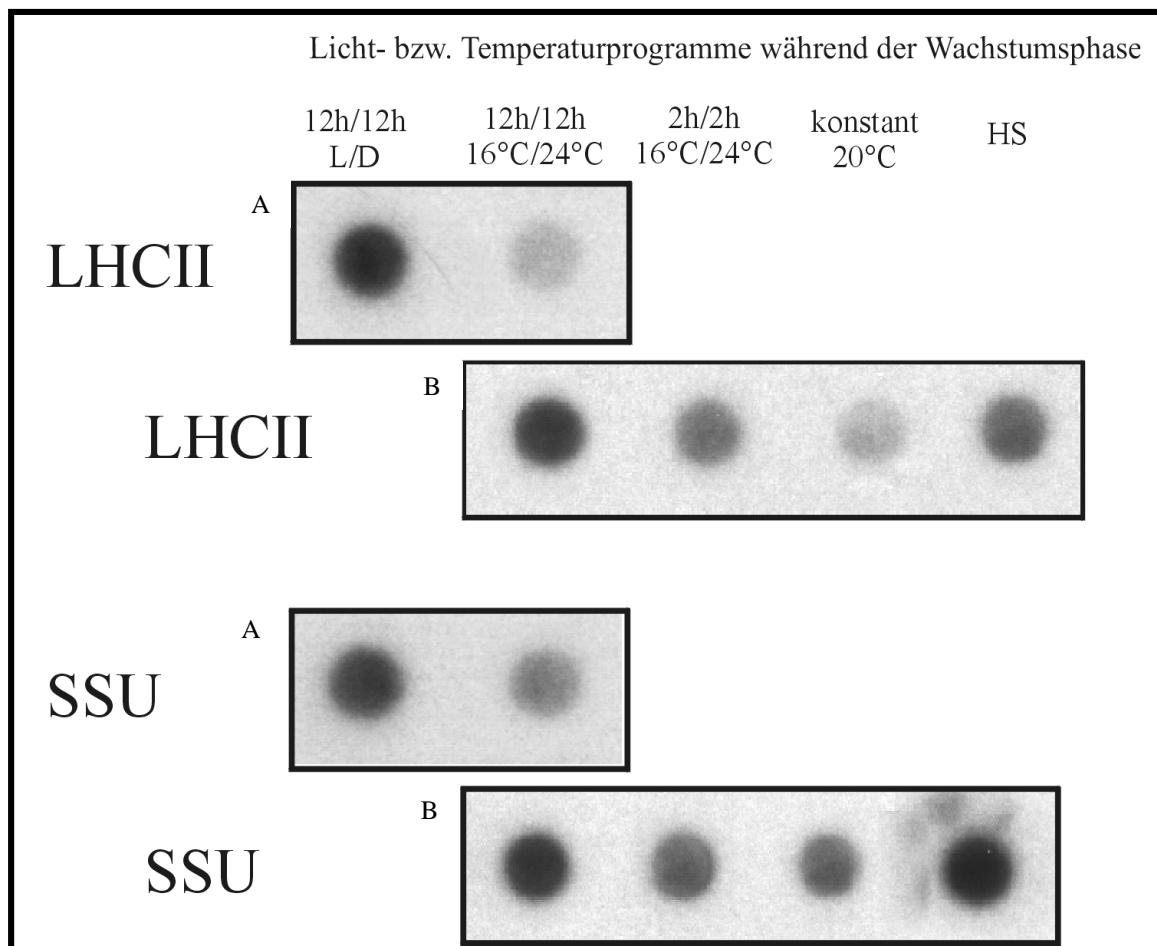 Licht- bzw. Temperaturprogramme während der Wachstumsphase
12h/12h 12h/12h 2h/2h konstant HS
L/D 16°C/24°C 16°C/24°C 20°C
A
LHCII
B
LHCII
A
SSU
B
SSU